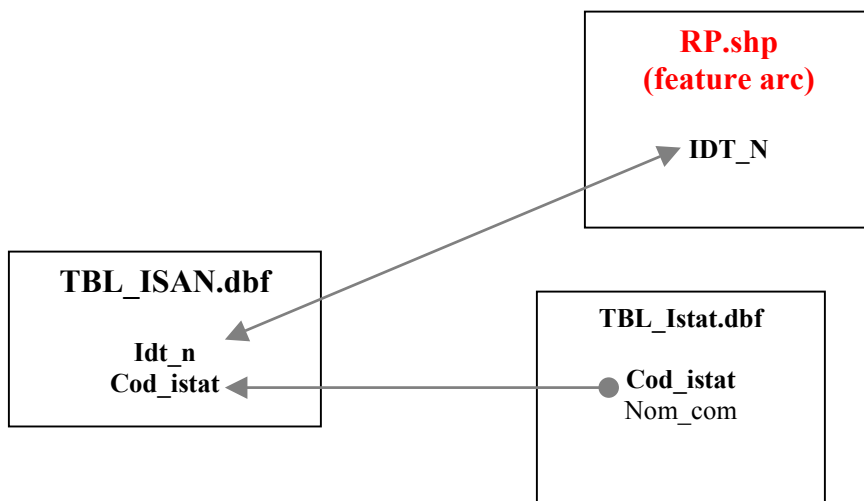 RP.shp
(feature arc)
IDT_N
TBL_ISAN.dbf
Idt_n
Cod_istat
TBL_Istat.dbf
Cod_istat
Nom_com